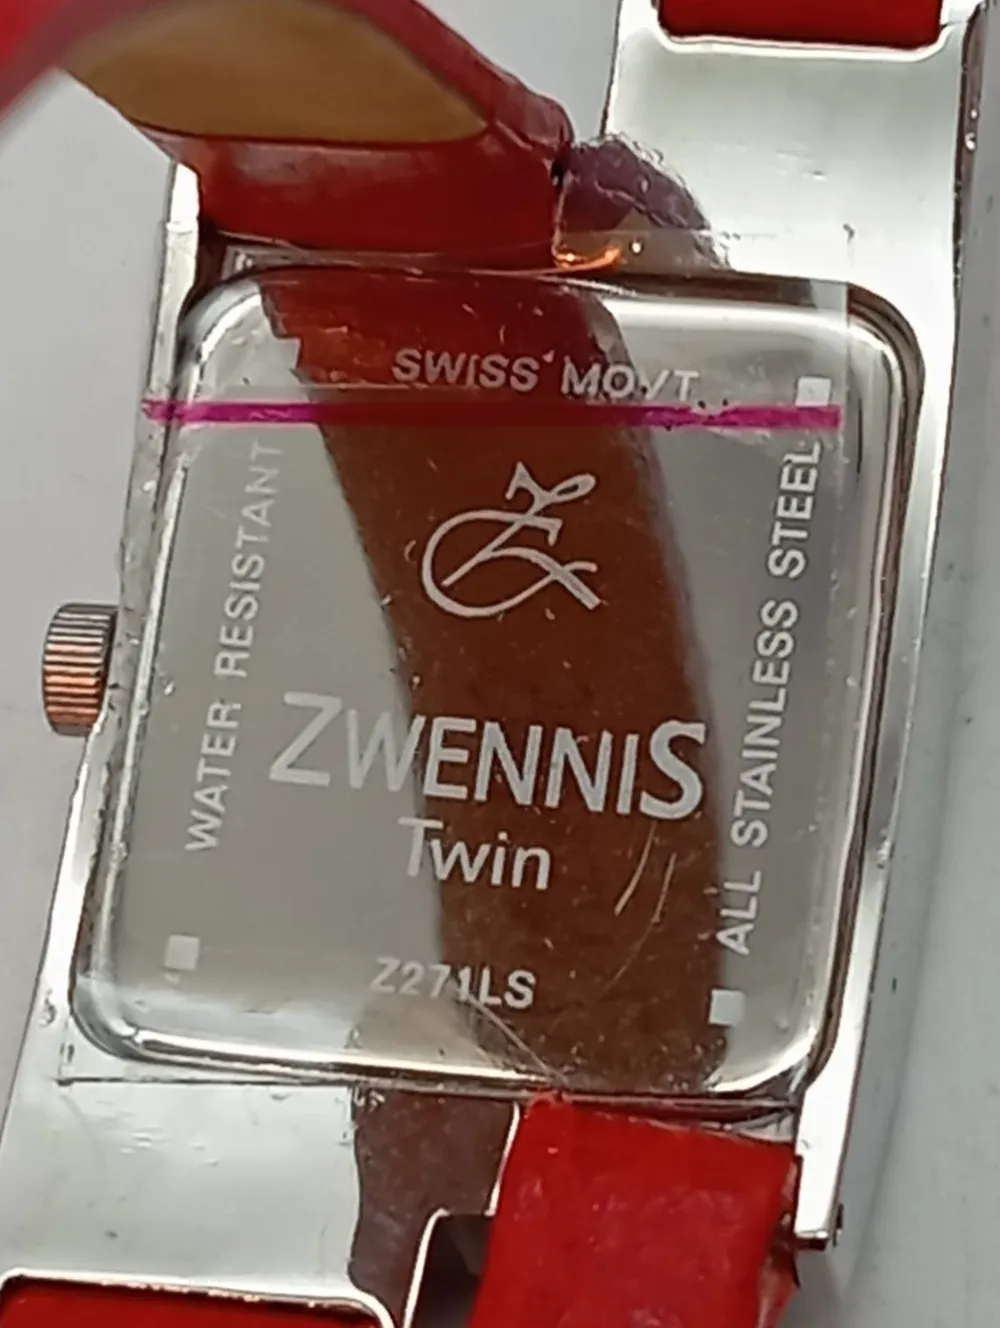 SWISS MOVT
WATER RESISTANT
ZWENNIS
Twin
Z271LS
ALL STAINLESS STEEL